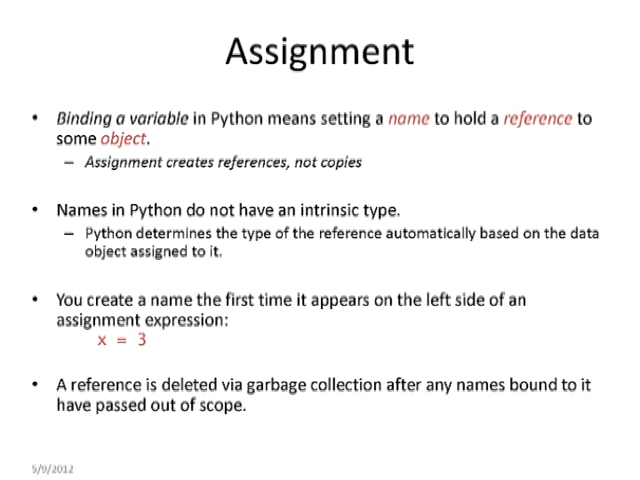 Assignment
• Binding a variable in Python means setting a name to hold a reference to
some object.
– Assignment creates references, not copies
• Names in Python do not have an intrinsic type.
– Python determines the type of the reference automatically based on the data
object assigned to it.
• You create a name the first time it appears on the left side of an
assignment expression:
x = 3
• A reference is deleted via garbage collection after any names bound to it
have passed out of scope.
5/9/2012